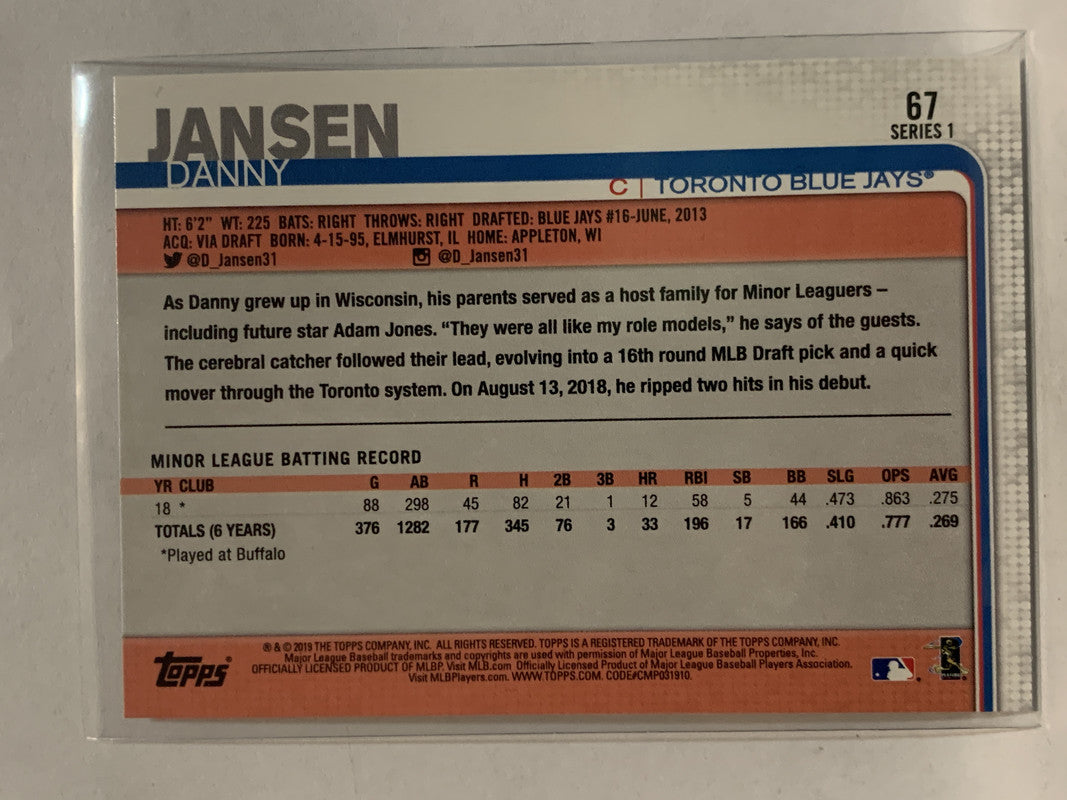 JANSEN
DANNY
67
SERIES 1
C | TORONTO BLUE JAYS®
HT: 6'2" WT: 225 BATS: RIGHT THROWS: RIGHT DRAFTED: BLUE JAYS #16-JUNE, 2013
ACQ: VIA DRAFT BORN: 4-15-95, ELMHURST, IL HOME: APPLETON, WI
@D_Jansen31 @D_Jansen31
As Danny grew up in Wisconsin, his parents served as a host family for Minor Leaguers –
including future star Adam Jones. “They were all like my role models,” he says of the guests.
The cerebral catcher followed their lead, evolving into a 16th round MLB Draft pick and a quick
mover through the Toronto system. On August 13, 2018, he ripped two hits in his debut.
MINOR LEAGUE BATTING RECORD
YR CLUB G AB R H 2B 3B HR RBI SB BB SLG OPS AVG
18 * 88 298 45 82 21 1 12 58 5 44 .473 .863 .275
TOTALS (6 YEARS) 376 1282 177 345 76 3 33 196 17 166 .410 .777 .269
*Played at Buffalo
® & © 2019 THE TOPPS COMPANY, INC. ALL RIGHTS RESERVED. TOPPS IS A REGISTERED TRADEMARK OF THE TOPPS COMPANY, INC.
Major League Baseball trademarks and copyrights are used with permission of Major League Baseball Properties, Inc.
OFFICIALLY LICENSED PRODUCT OF MLBP. Visit MLB.com Officially Licensed Product of Major League Baseball Players Association.
Visit MLBPlayers.com. WWW.TOPPS.COM. CODE#CMP031910.
topps®